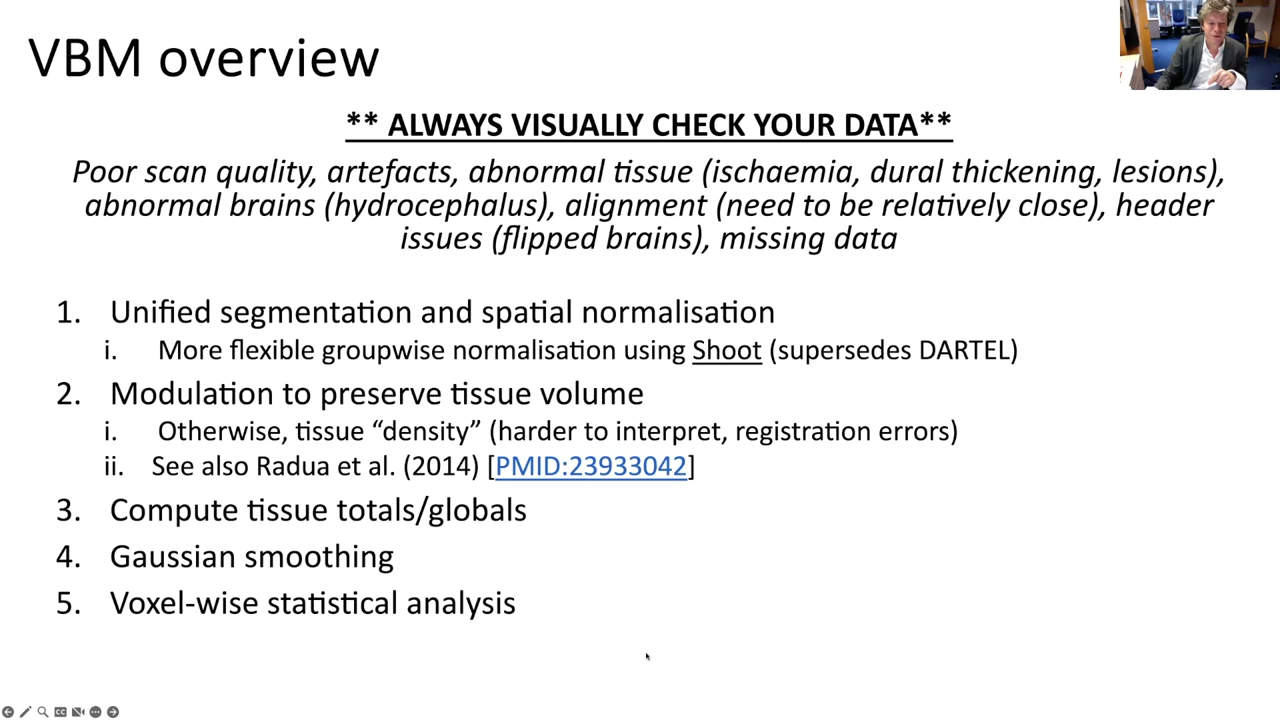 VBM overview
** ALWAYS VISUALLY CHECK YOUR DATA**
Poor scan quality, artefacts, abnormal tissue (ischaemia, dural thickening, lesions),
abnormal brains (hydrocephalus), alignment (need to be relatively close), header
issues (flipped brains), missing data
1. Unified segmentation and spatial normalisation
i. More flexible groupwise normalisation using Shoot (supersedes DARTEL)
2. Modulation to preserve tissue volume
i. Otherwise, tissue “density” (harder to interpret, registration errors)
ii. See also Radua et al. (2014) [PMID:23933042]
3. Compute tissue totals/globals
4. Gaussian smoothing
5. Voxel-wise statistical analysis